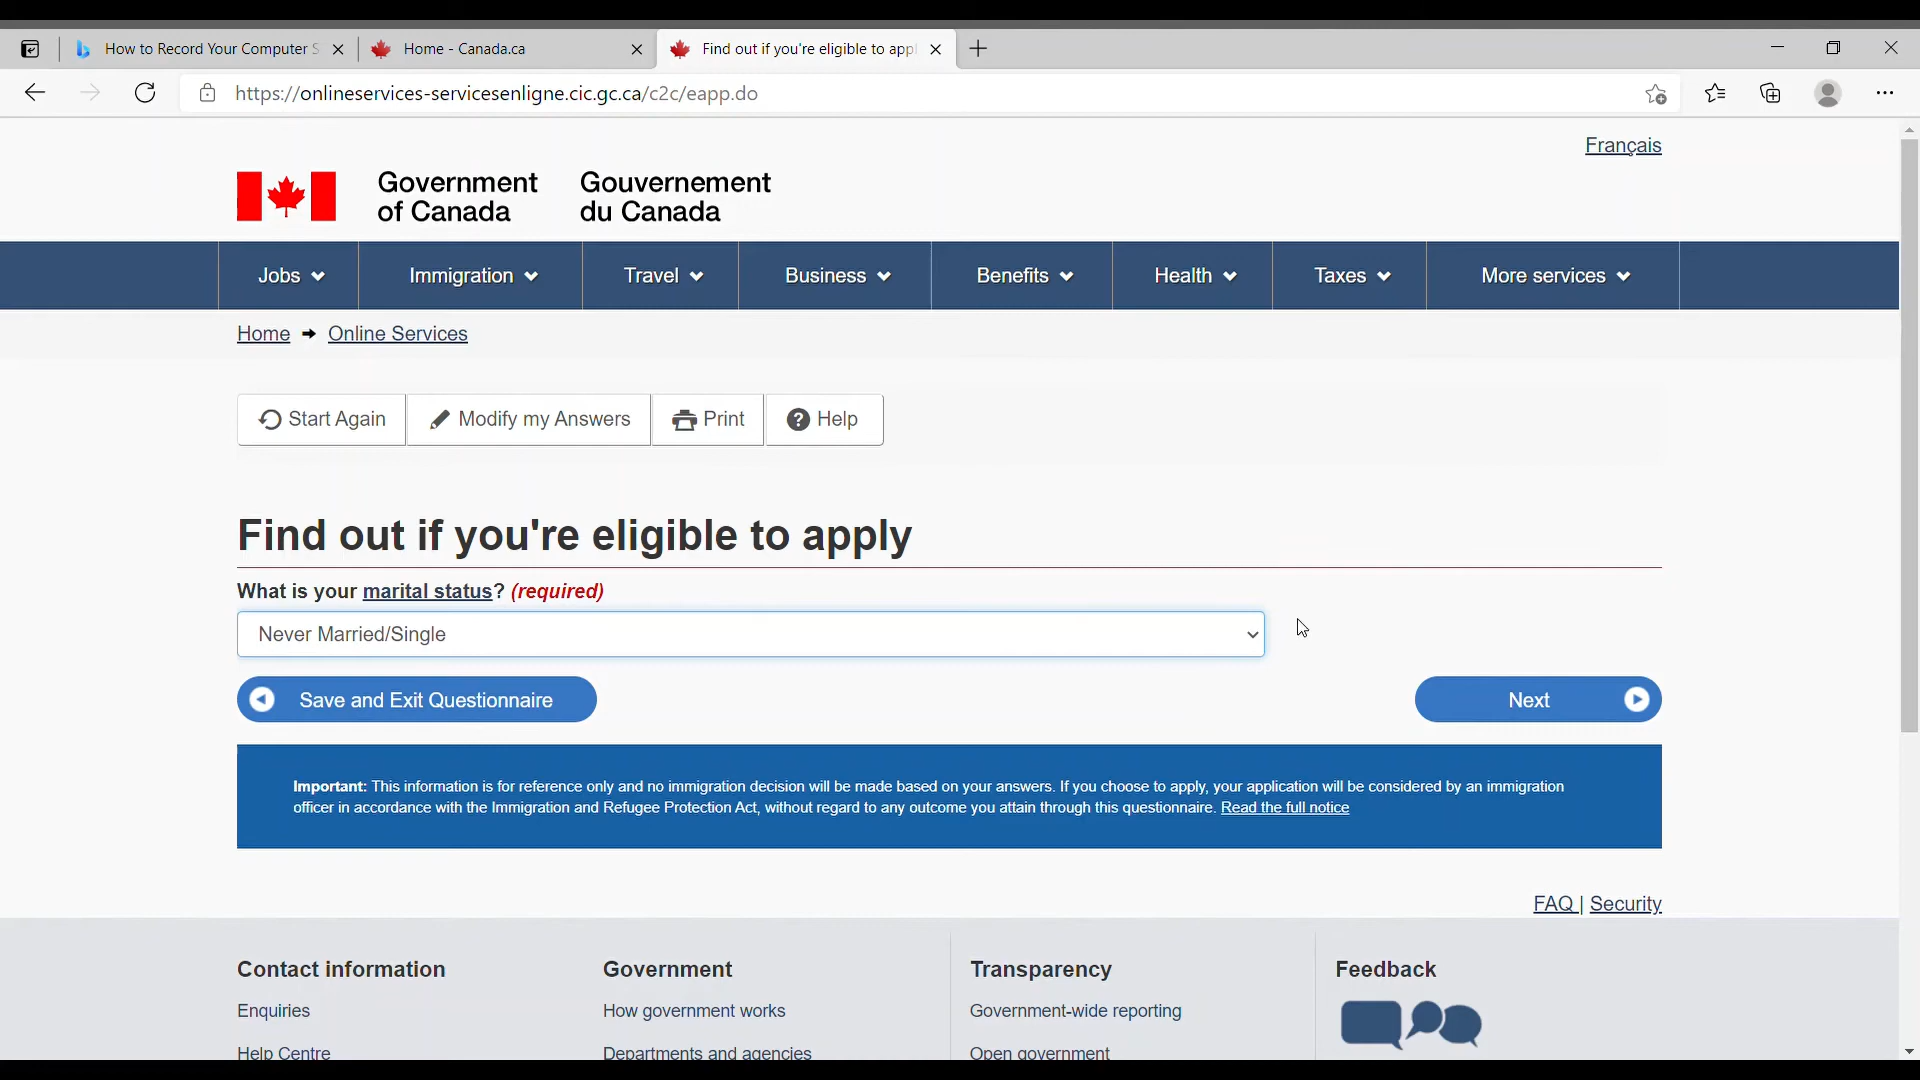 How to Record Your Computer S
Home - Canada.ca
Find out if you're eligible to appl
https://onlineservices-servicesenligne.cic.gc.ca/c2c/eapp.do
Français
Government
of Canada
Gouvernement
du Canada
Jobs
Immigration
Travel
Business
Benefits
Health
Taxes
More services
Home
Online Services
Start Again
Modify my Answers
Print
? Help
Find out if you're eligible to apply
What is your marital status? (required)
Never Married/Single
Save and Exit Questionnaire
Next
Important: This information is for reference only and no immigration decision will be made based on your answers. If you choose to apply, your application will be considered by an immigration
officer in accordance with the Immigration and Refugee Protection Act, without regard to any outcome you attain through this questionnaire. Read the full notice
FAQ | Security
Contact information
Government
Transparency
Feedback
Enquiries
How government works
Government-wide reporting
Help Centre
Departments and agencies
Open government